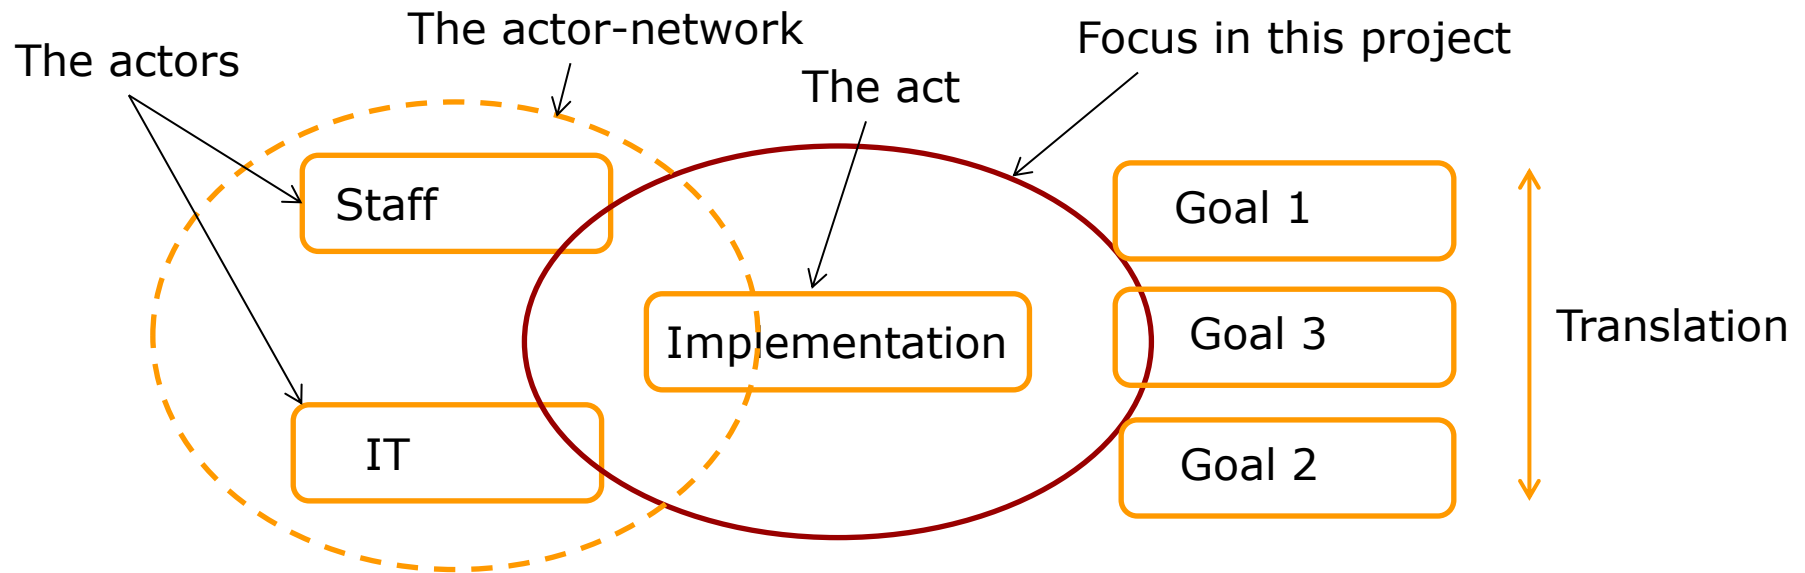 The actors
The actor-network
The act
Focus in this project
Staff
IT
Implementation
Goal 1
Goal 3
Goal 2
Translation